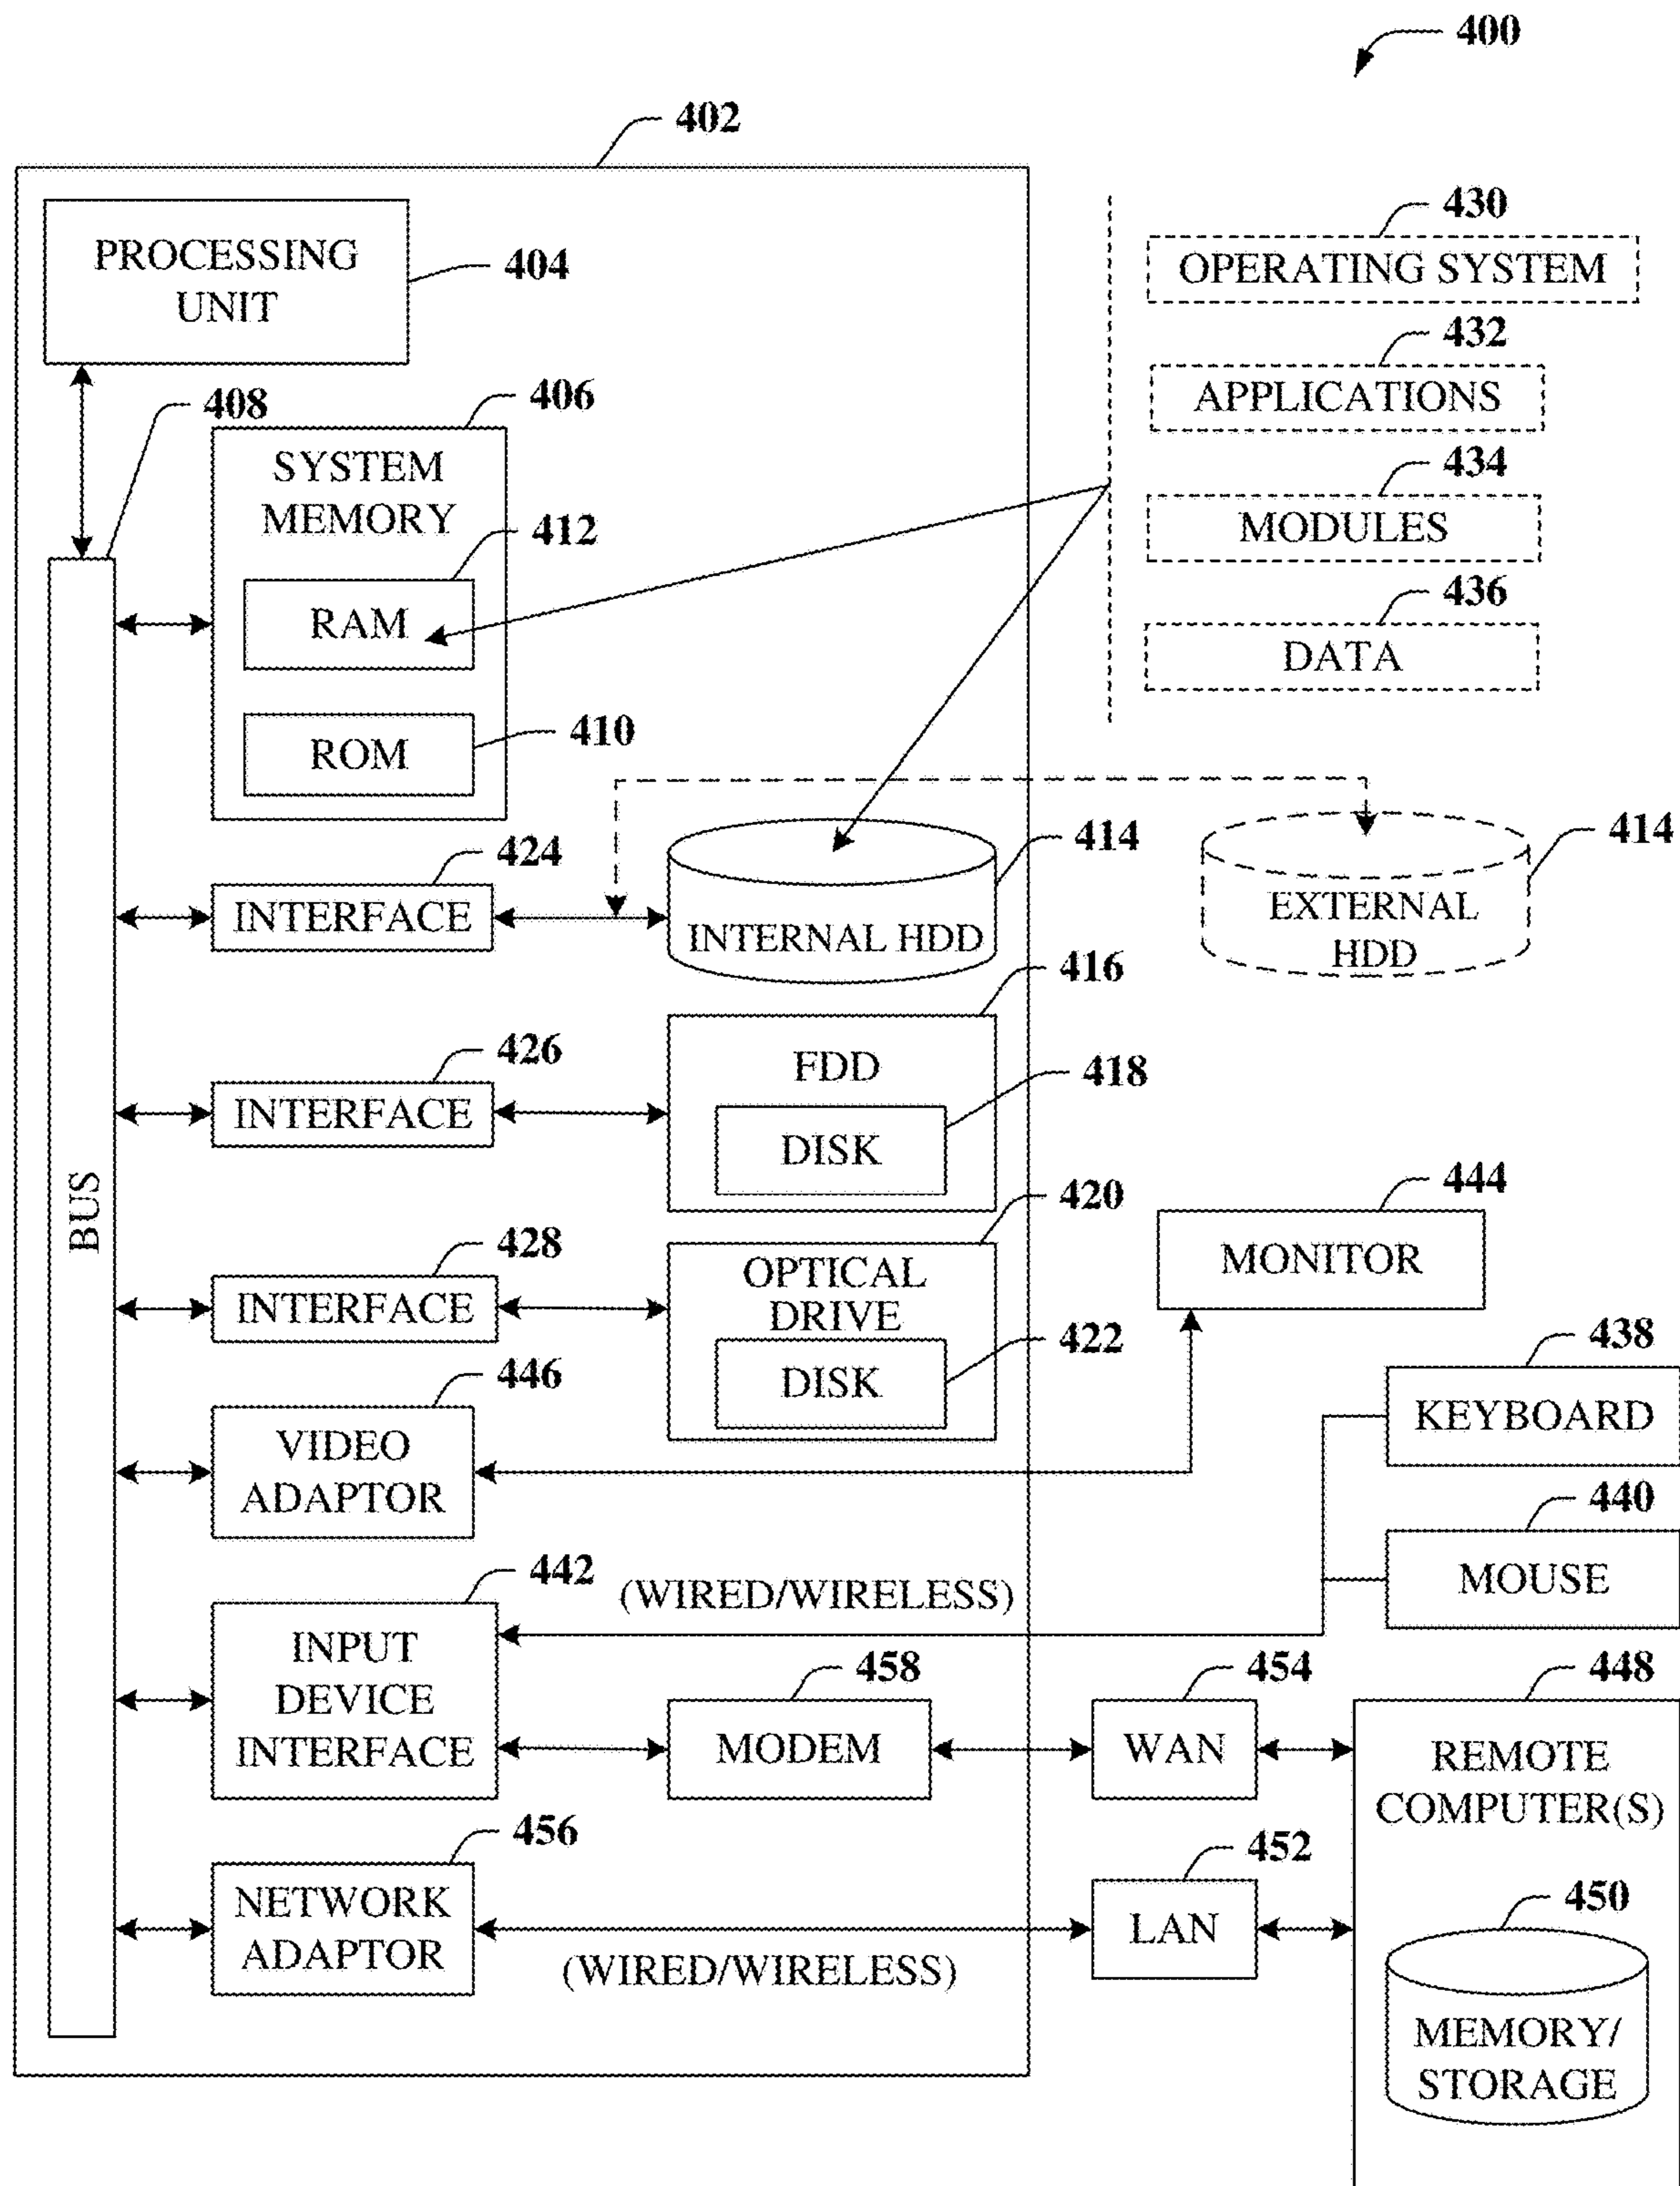 400
402
PROCESSING
UNIT
404
430
OPERATING SYSTEM
432
APPLICATIONS
434
MODULES
436
DATA
408
406
SYSTEM
MEMORY
412
RAM
410
ROM
424
INTERFACE
414
INTERNAL HDD
414
EXTERNAL
HDD
426
INTERFACE
416
FDD
418
DISK
BUS
428
INTERFACE
420
OPTICAL
DRIVE
422
DISK
444
MONITOR
446
VIDEO
ADAPTOR
438
KEYBOARD
440
MOUSE
442
INPUT
DEVICE
INTERFACE
(WIRED/WIRELESS)
458
MODEM
454
WAN
448
REMOTE
COMPUTER(S)
456
NETWORK
ADAPTOR
(WIRED/WIRELESS)
452
LAN
450
MEMORY/
STORAGE